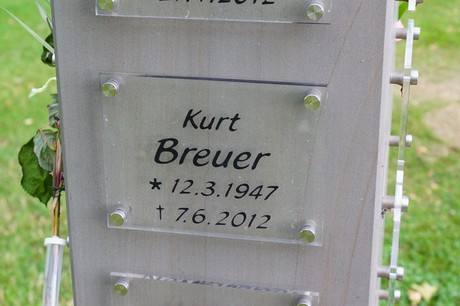 Kurt
Breuer
* 12.3.1947
† 7.6.2012